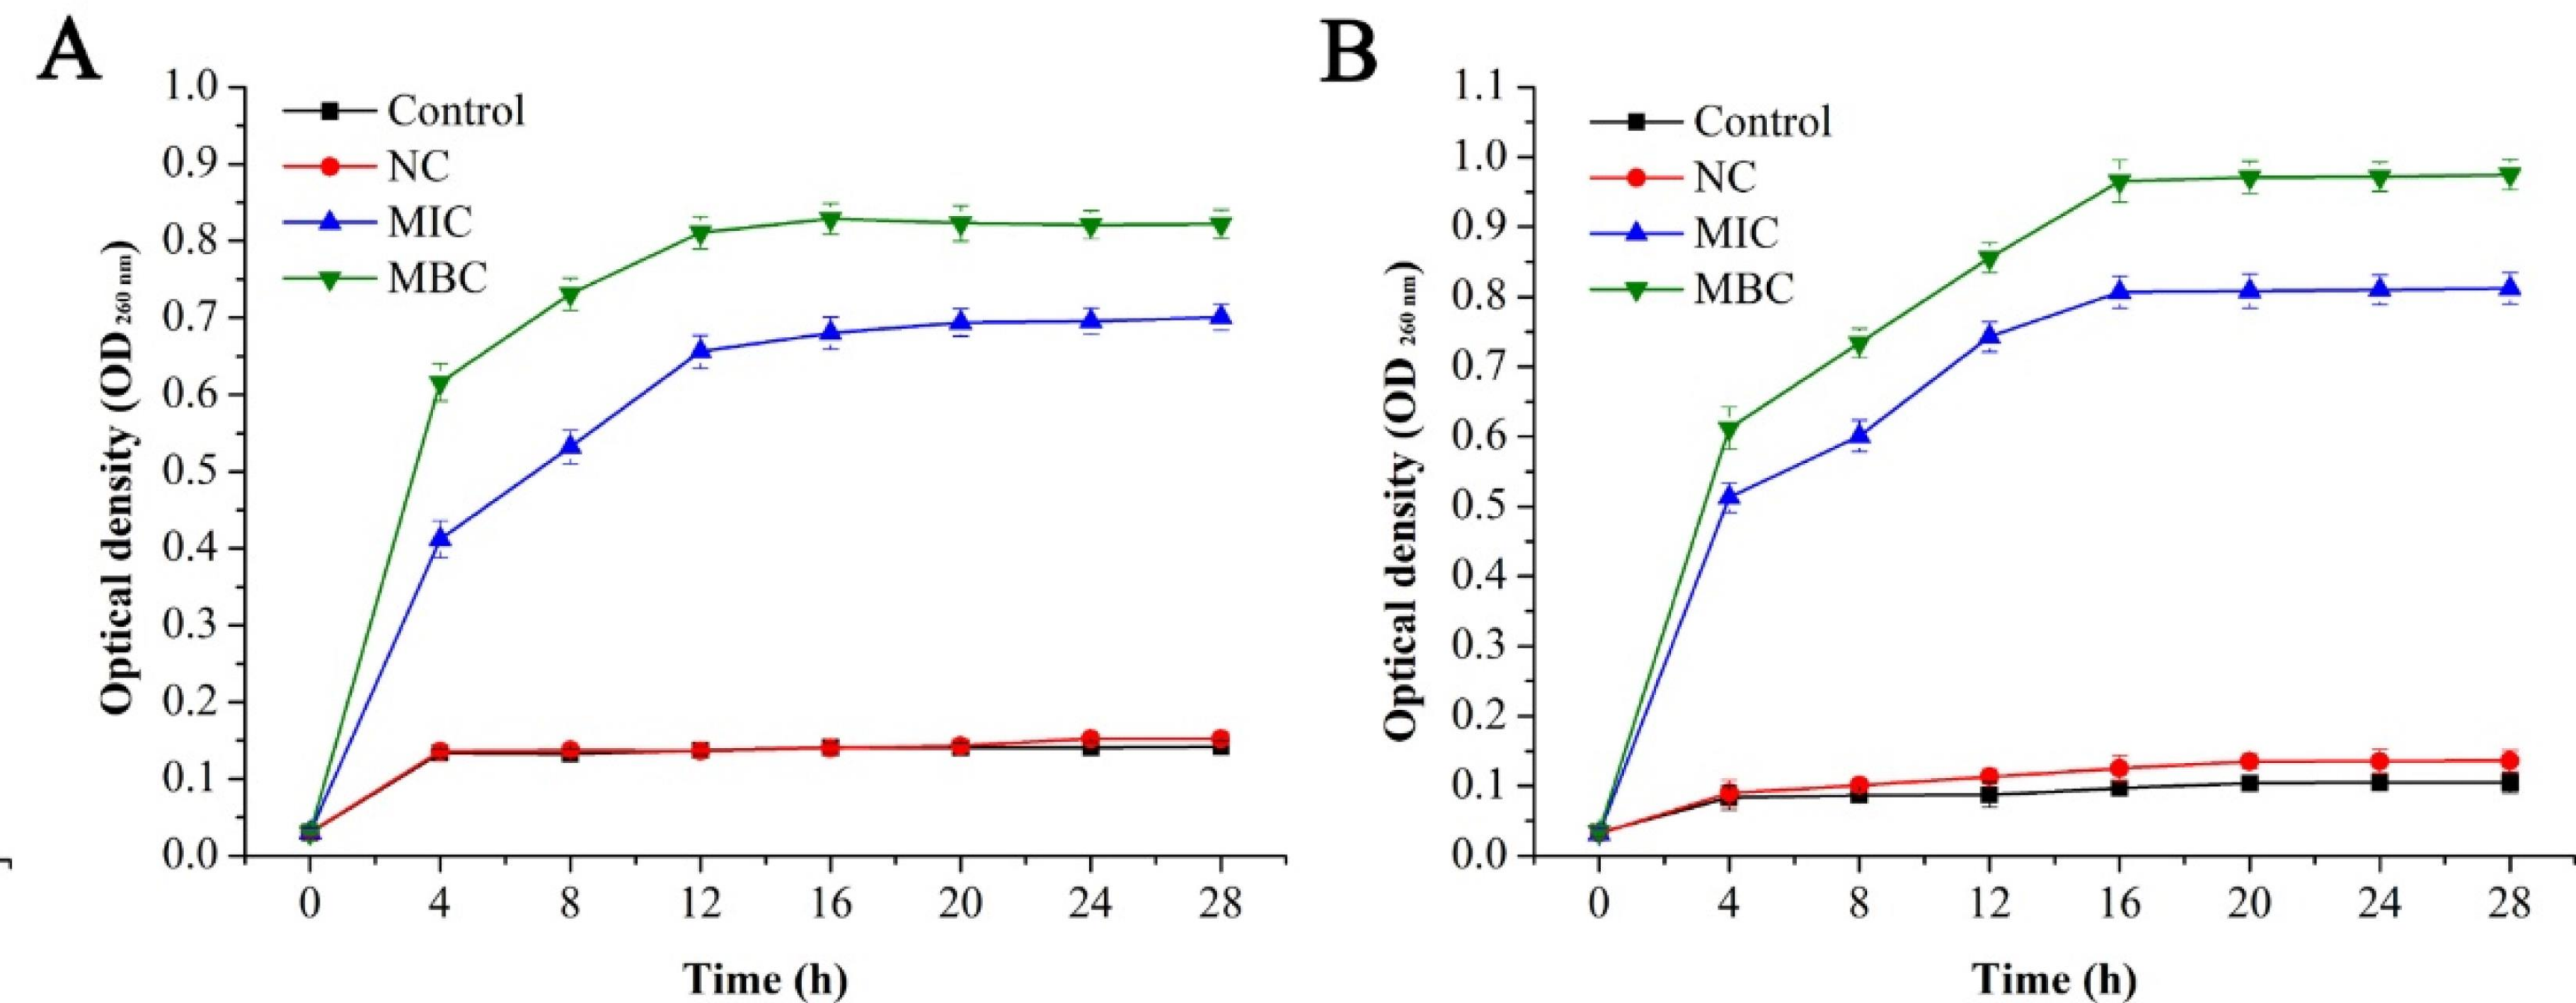 A
Optical density (OD 260 nm)
1.0
0.9
0.8
0.7
0.6
0.5
0.4
0.3
0.2
0.1
0.0
Control
NC
MIC
MBC
0 4 8 12 16 20 24 28
Time (h)
B
Optical density (OD 260 nm)
1.1
1.0
0.9
0.8
0.7
0.6
0.5
0.4
0.3
0.2
0.1
0.0
Control
NC
MIC
MBC
0 4 8 12 16 20 24 28
Time (h)